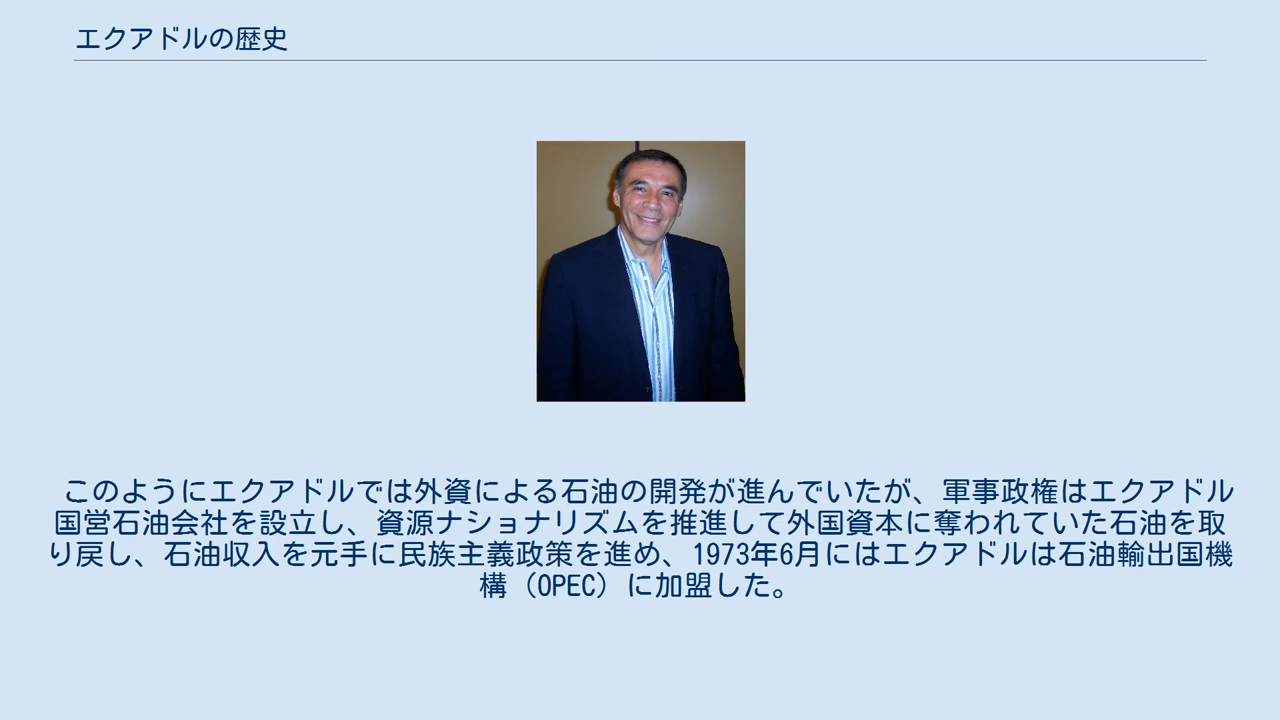 エクアドルの歴史
このようにエクアドルでは外資による石油の開発が進んでいたが、軍事政権はエクアドル
国営石油会社を設立し、資源ナショナリズムを推進して外国資本に奪われていた石油を取
り戻し、石油収入を元手に民族主義政策を進め、1973年6月にはエクアドルは石油輸出国機
構（OPEC）に加盟した。